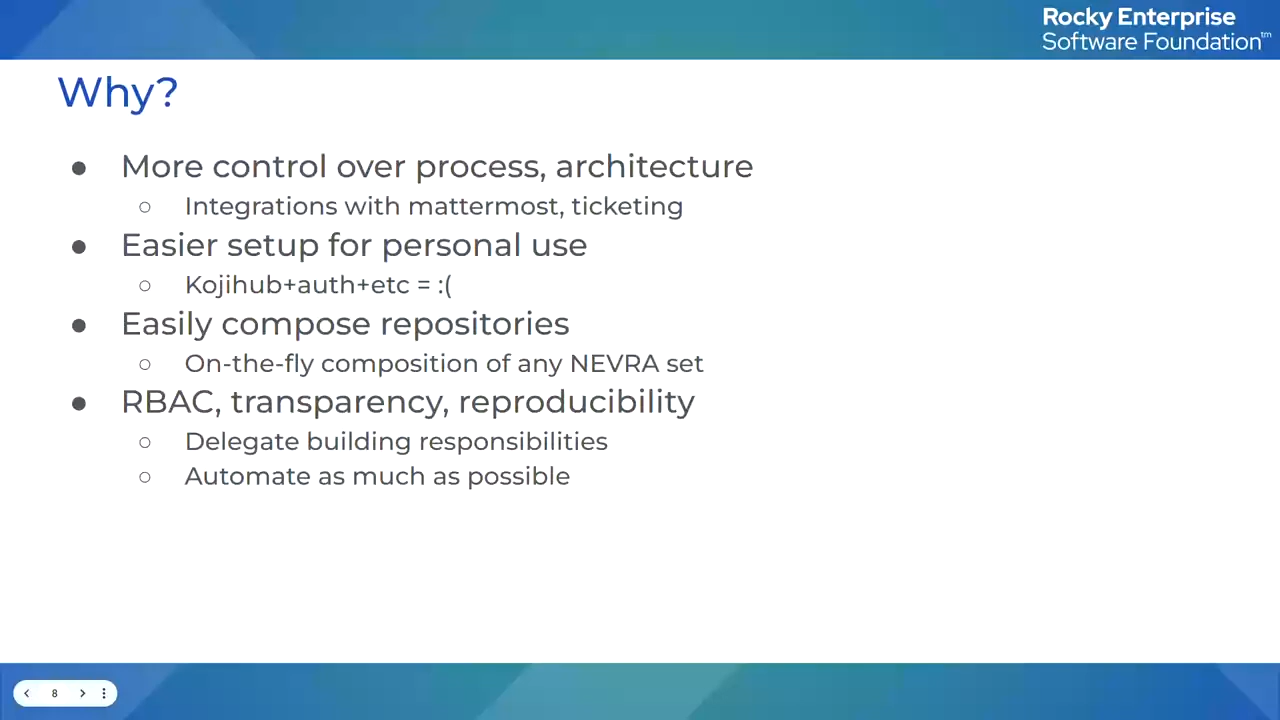 Rocky Enterprise
Software Foundation™
Why?
● More control over process, architecture
○ Integrations with mattermost, ticketing
● Easier setup for personal use
○ Kojihub+auth+etc = :(
● Easily compose repositories
○ On-the-fly composition of any NEVRA set
● RBAC, transparency, reproducibility
○ Delegate building responsibilities
○ Automate as much as possible
8